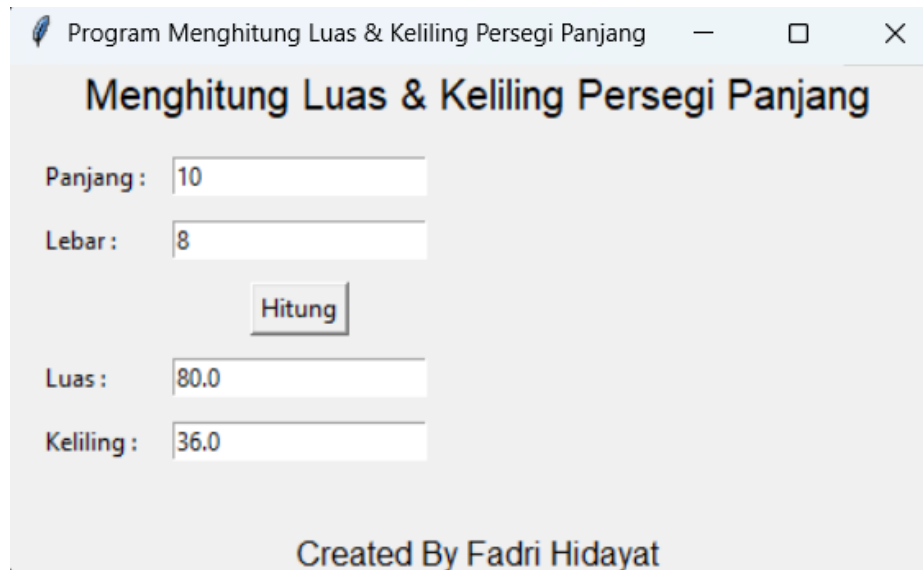 Program Menghitung Luas & Keliling Persegi Panjang
Menghitung Luas & Keliling Persegi Panjang
Panjang : 10
Lebar : 8
Hitung
Luas : 80.0
Keliling : 36.0
Created By Fadri Hidayat